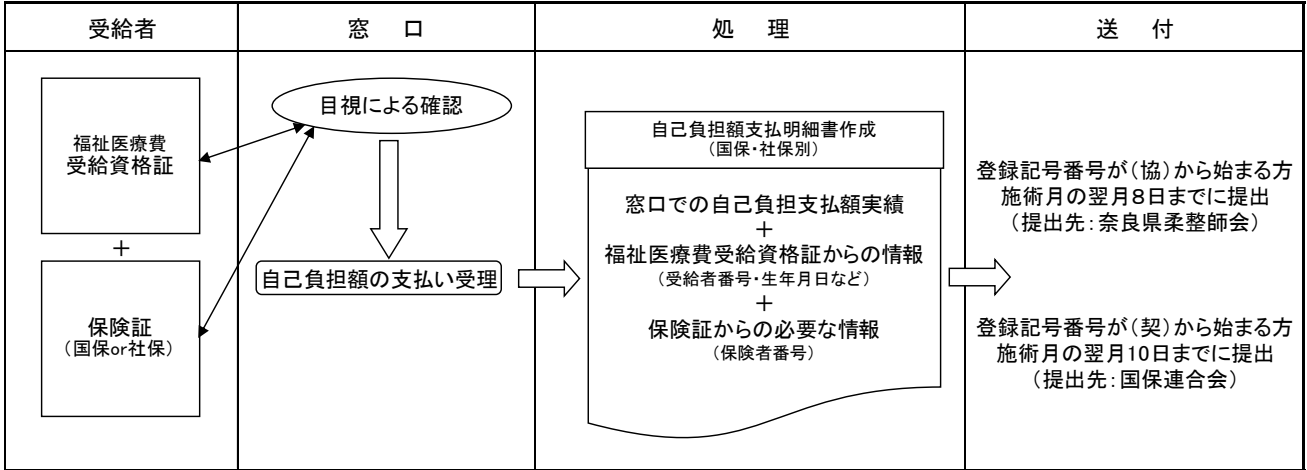 受給者
窓　口
処　理
送　付
福祉医療費
受給資格証
+
保険証
(国保or社保)
目視による確認
自己負担額の支払い受理
自己負担額支払明細書作成
(国保・社保別)
窓口での自己負担支払額実績
+
福祉医療費受給資格証からの情報
(受給者番号・生年月日など)
+
保険証からの必要な情報
(保険者番号)
登録記号番号が(協)から始まる方
施術月の翌月8日までに提出
(提出先:奈良県柔整師会)
登録記号番号が(契)から始まる方
施術月の翌月10日までに提出
(提出先:国保連合会)